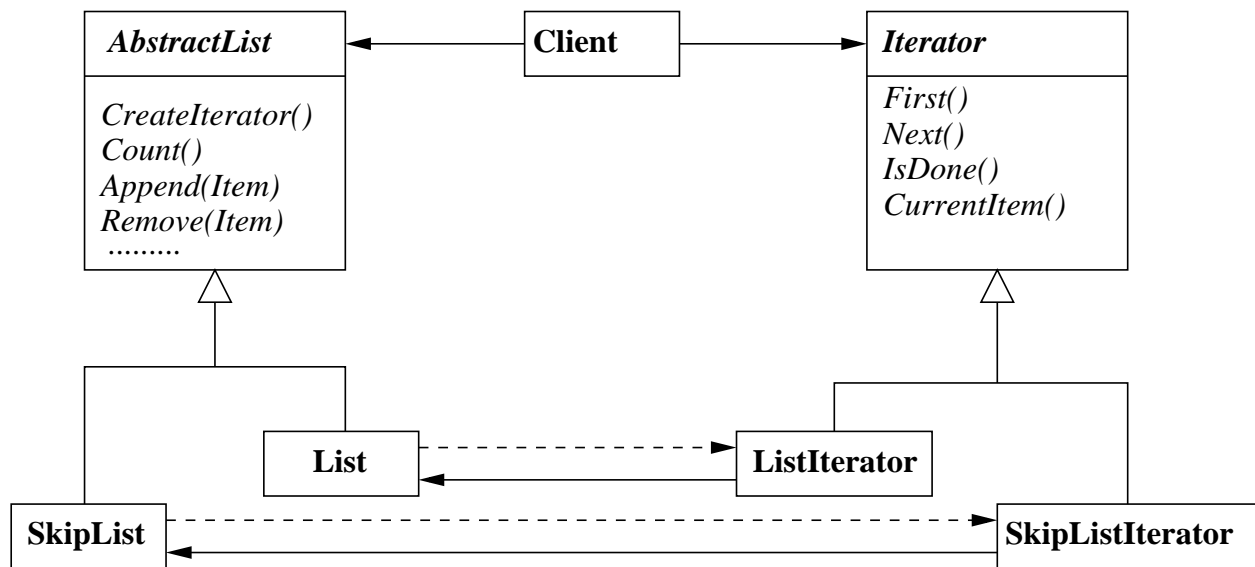 AbstractList
Client
Iterator
CreateIterator()
Count()
Append(Item)
Remove(Item)
.........
First()
Next()
IsDone()
CurrentItem()
List
ListIterator
SkipList
SkipListIterator